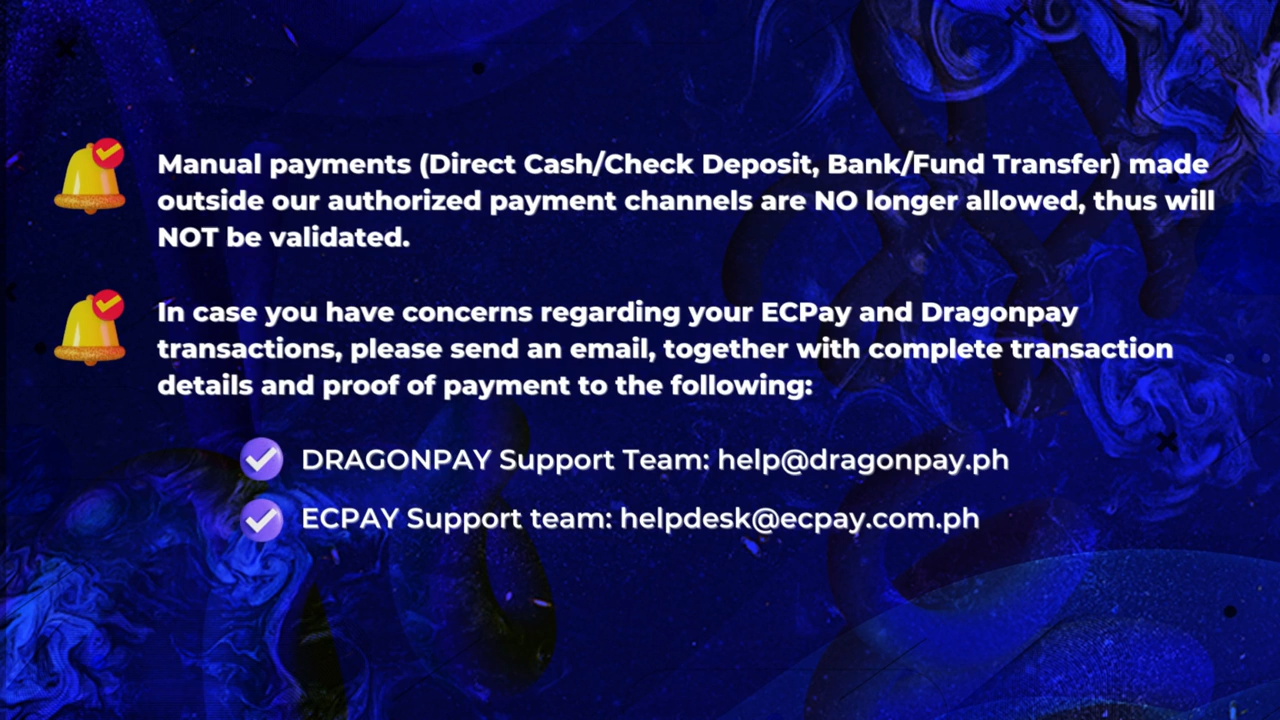 Manual payments (Direct Cash/Check Deposit, Bank/Fund Transfer) made
outside our authorized payment channels are NO longer allowed, thus will
NOT be validated.
In case you have concerns regarding your ECPay and Dragonpay
transactions, please send an email, together with complete transaction
details and proof of payment to the following:
DRAGONPAY Support Team: help@dragonpay.ph
ECPAY Support team: helpdesk@ecpay.com.ph